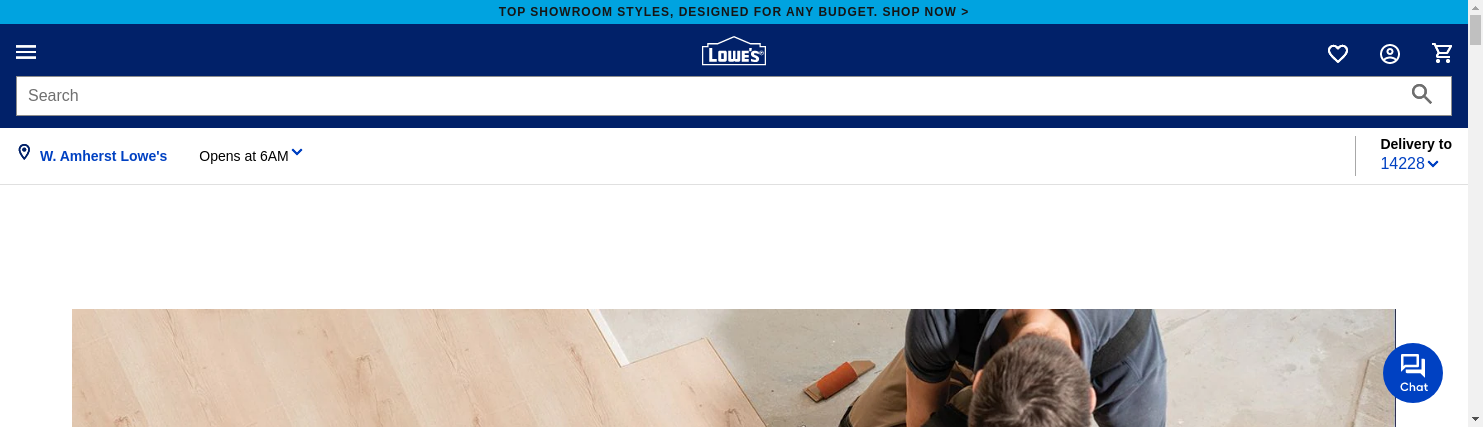 TOP SHOWROOM STYLES, DESIGNED FOR ANY BUDGET. SHOP NOW >
LOWE'S
Search
W. Amherst Lowe's
Opens at 6AM
Delivery to
14228
Chat